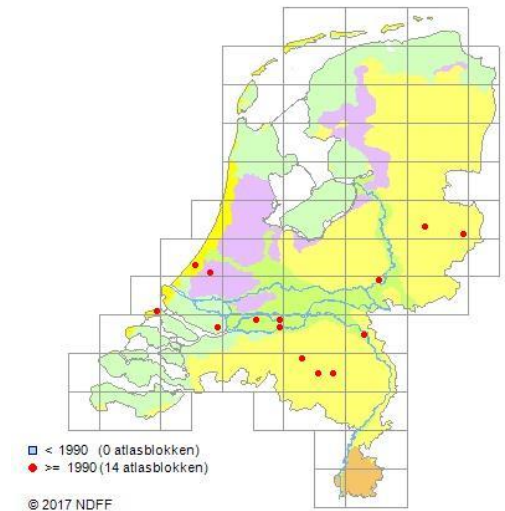 < 1990 (0 atlasblokken)
>= 1990 (14 atlasblokken)
© 2017 NDFF